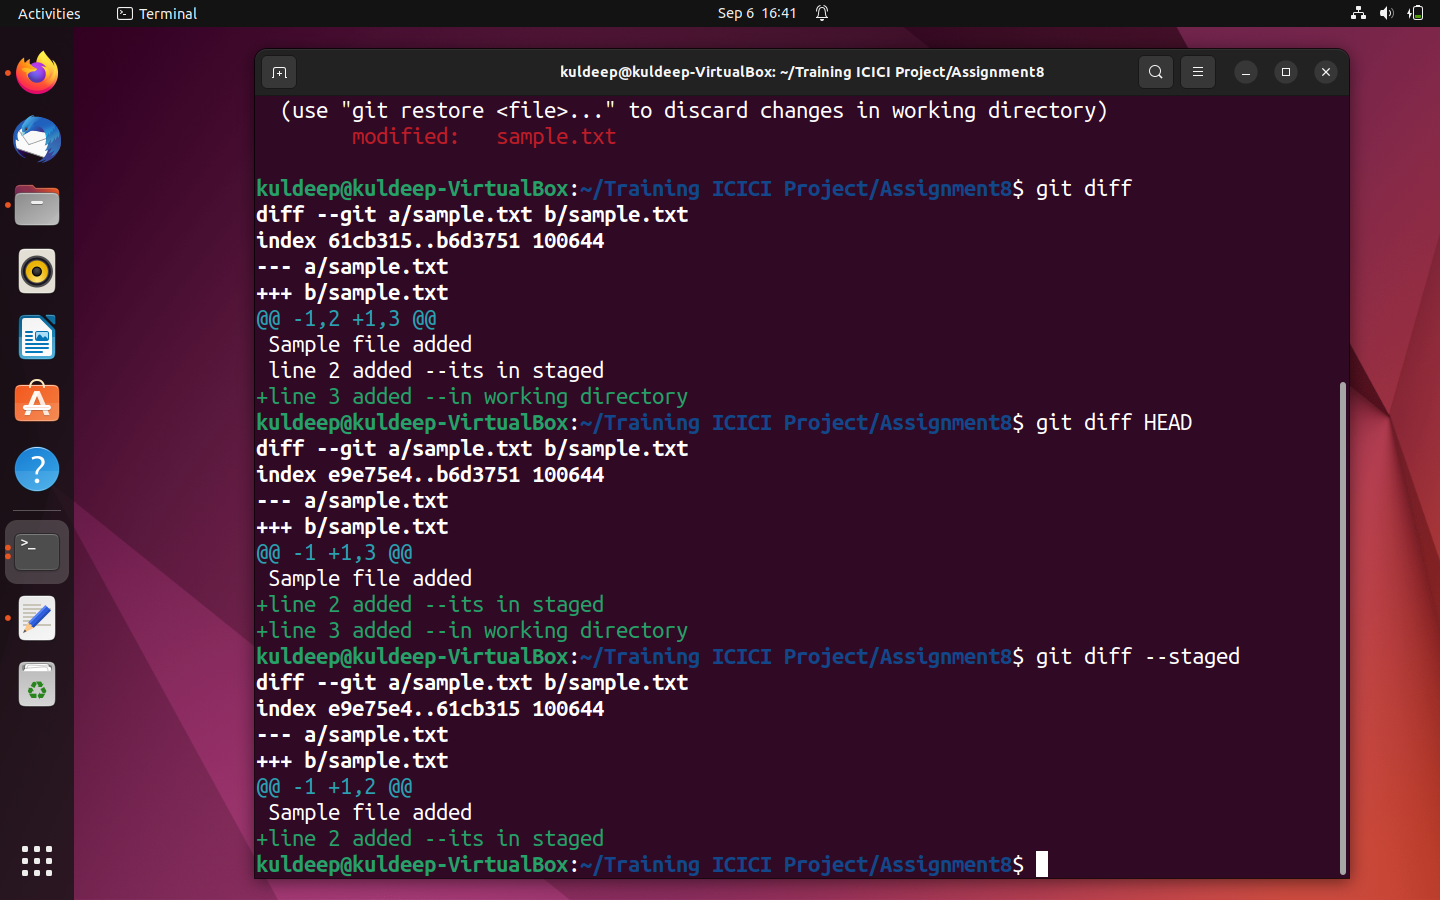 Activities Terminal Sep 6 16:41
kuldeep@kuldeep-VirtualBox: ~/Training ICICI Project/Assignment8
(use "git restore <file>..." to discard changes in working directory)
modified: sample.txt
kuldeep@kuldeep-VirtualBox:~/Training ICICI Project/Assignment8$ git diff
diff --git a/sample.txt b/sample.txt
index 61cb315..b6d3751 100644
--- a/sample.txt
+++ b/sample.txt
@@ -1,2 +1,3 @@
Sample file added
line 2 added --its in staged
+line 3 added --in working directory
kuldeep@kuldeep-VirtualBox:~/Training ICICI Project/Assignment8$ git diff HEAD
diff --git a/sample.txt b/sample.txt
index e9e75e4..b6d3751 100644
--- a/sample.txt
+++ b/sample.txt
@@ -1 +1,3 @@
Sample file added
+line 2 added --its in staged
+line 3 added --in working directory
kuldeep@kuldeep-VirtualBox:~/Training ICICI Project/Assignment8$ git diff --staged
diff --git a/sample.txt b/sample.txt
index e9e75e4..61cb315 100644
--- a/sample.txt
+++ b/sample.txt
@@ -1 +1,2 @@
Sample file added
+line 2 added --its in staged
kuldeep@kuldeep-VirtualBox:~/Training ICICI Project/Assignment8$